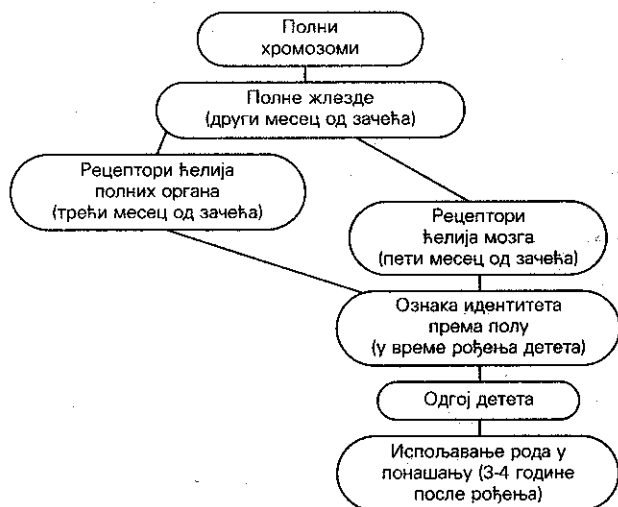 Полни
хромозоми
Полне жлезде
(други месец од зачећа)
Рецептори ћелија
полних органа
(трећи месец од зачећа)
Рецептори
ћелија мозга
(пети месец од зачећа)
Ознака идентитета
према полу
(у време рођења детета)
Одгој детета
Испољавање рода у
понашању (3-4 године
после рођења)